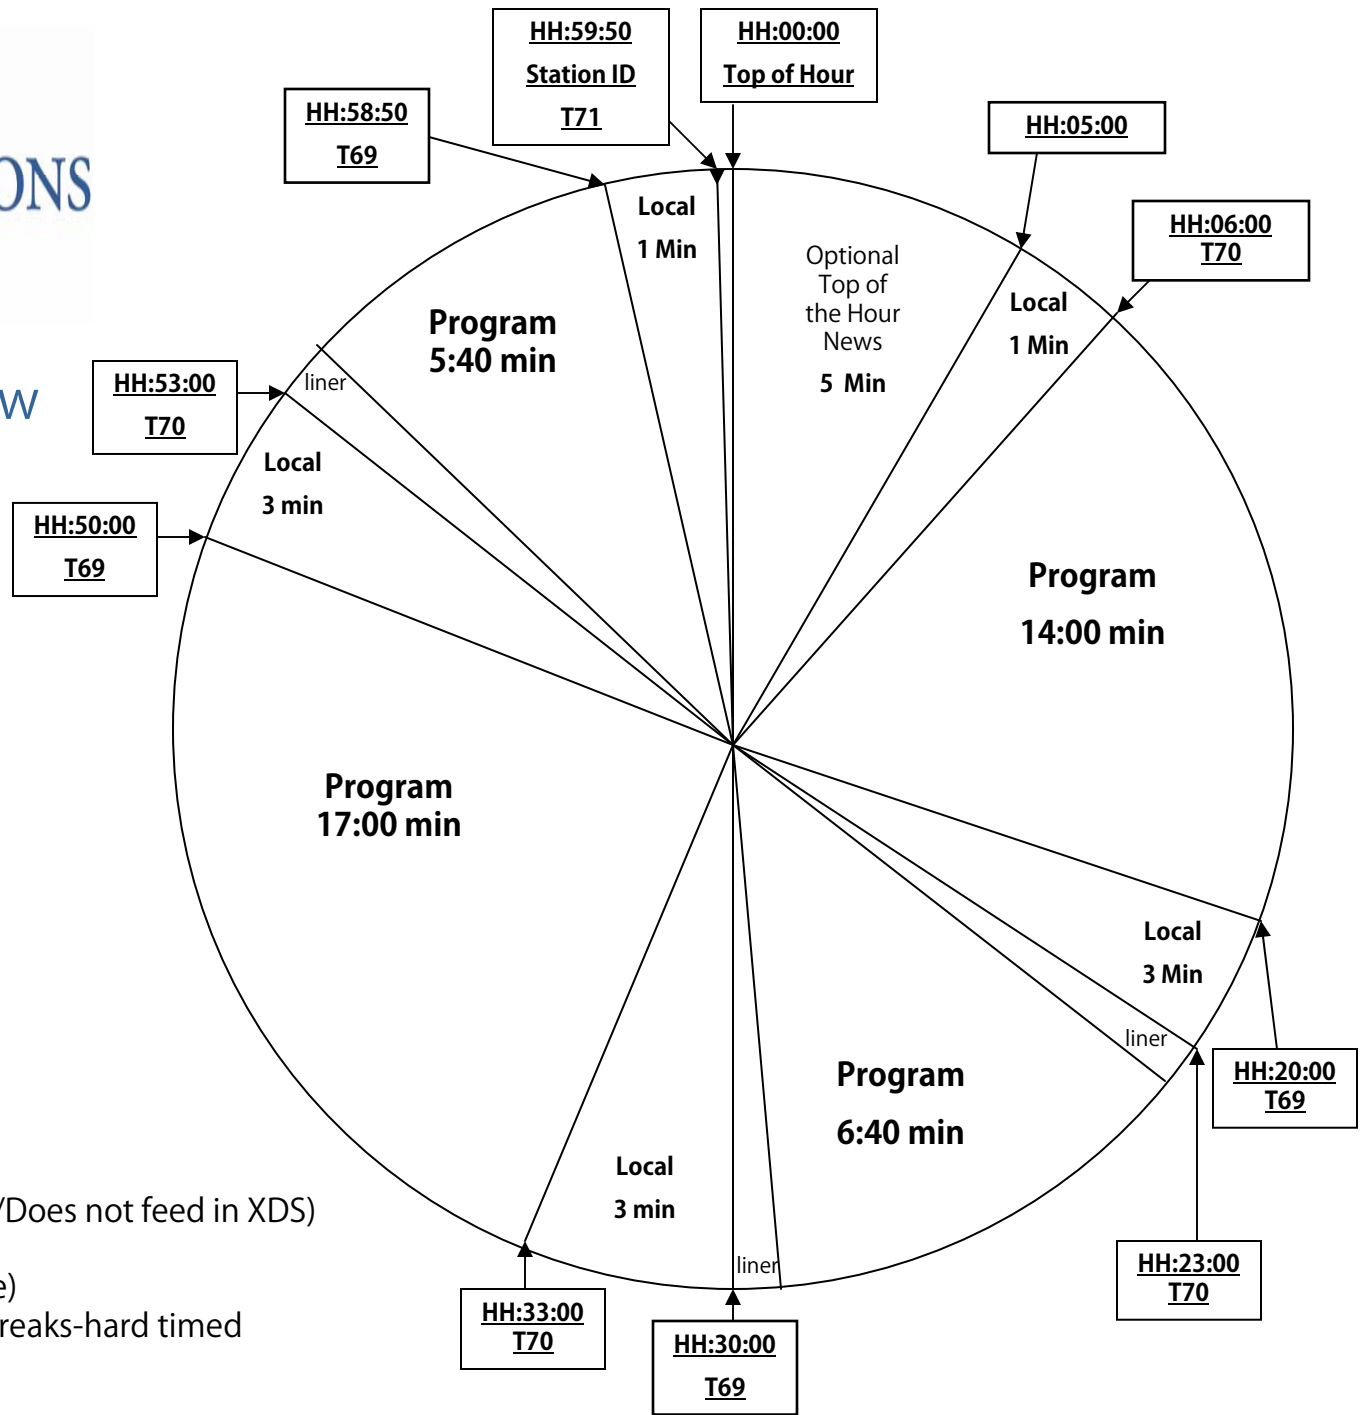 HH:59:50
Station ID
T71
HH:00:00
Top of Hour
HH:58:50
T69
HH:05:00
ONS
HH:06:00
T70
Local
1 Min
Optional
Top of
the Hour
News
5 Min
Local
1 Min
Program
5:40 min
liner
HH:53:00
T70
w
Local
3 min
HH:50:00
T69
Program
14:00 min
Program
17:00 min
Local
3 Min
liner
HH:20:00
T69
Program
6:40 min
Local
3 min
liner
/Does not feed in XDS)
e)
reaks-hard timed
HH:23:00
T70
HH:33:00
T70
HH:30:00
T69